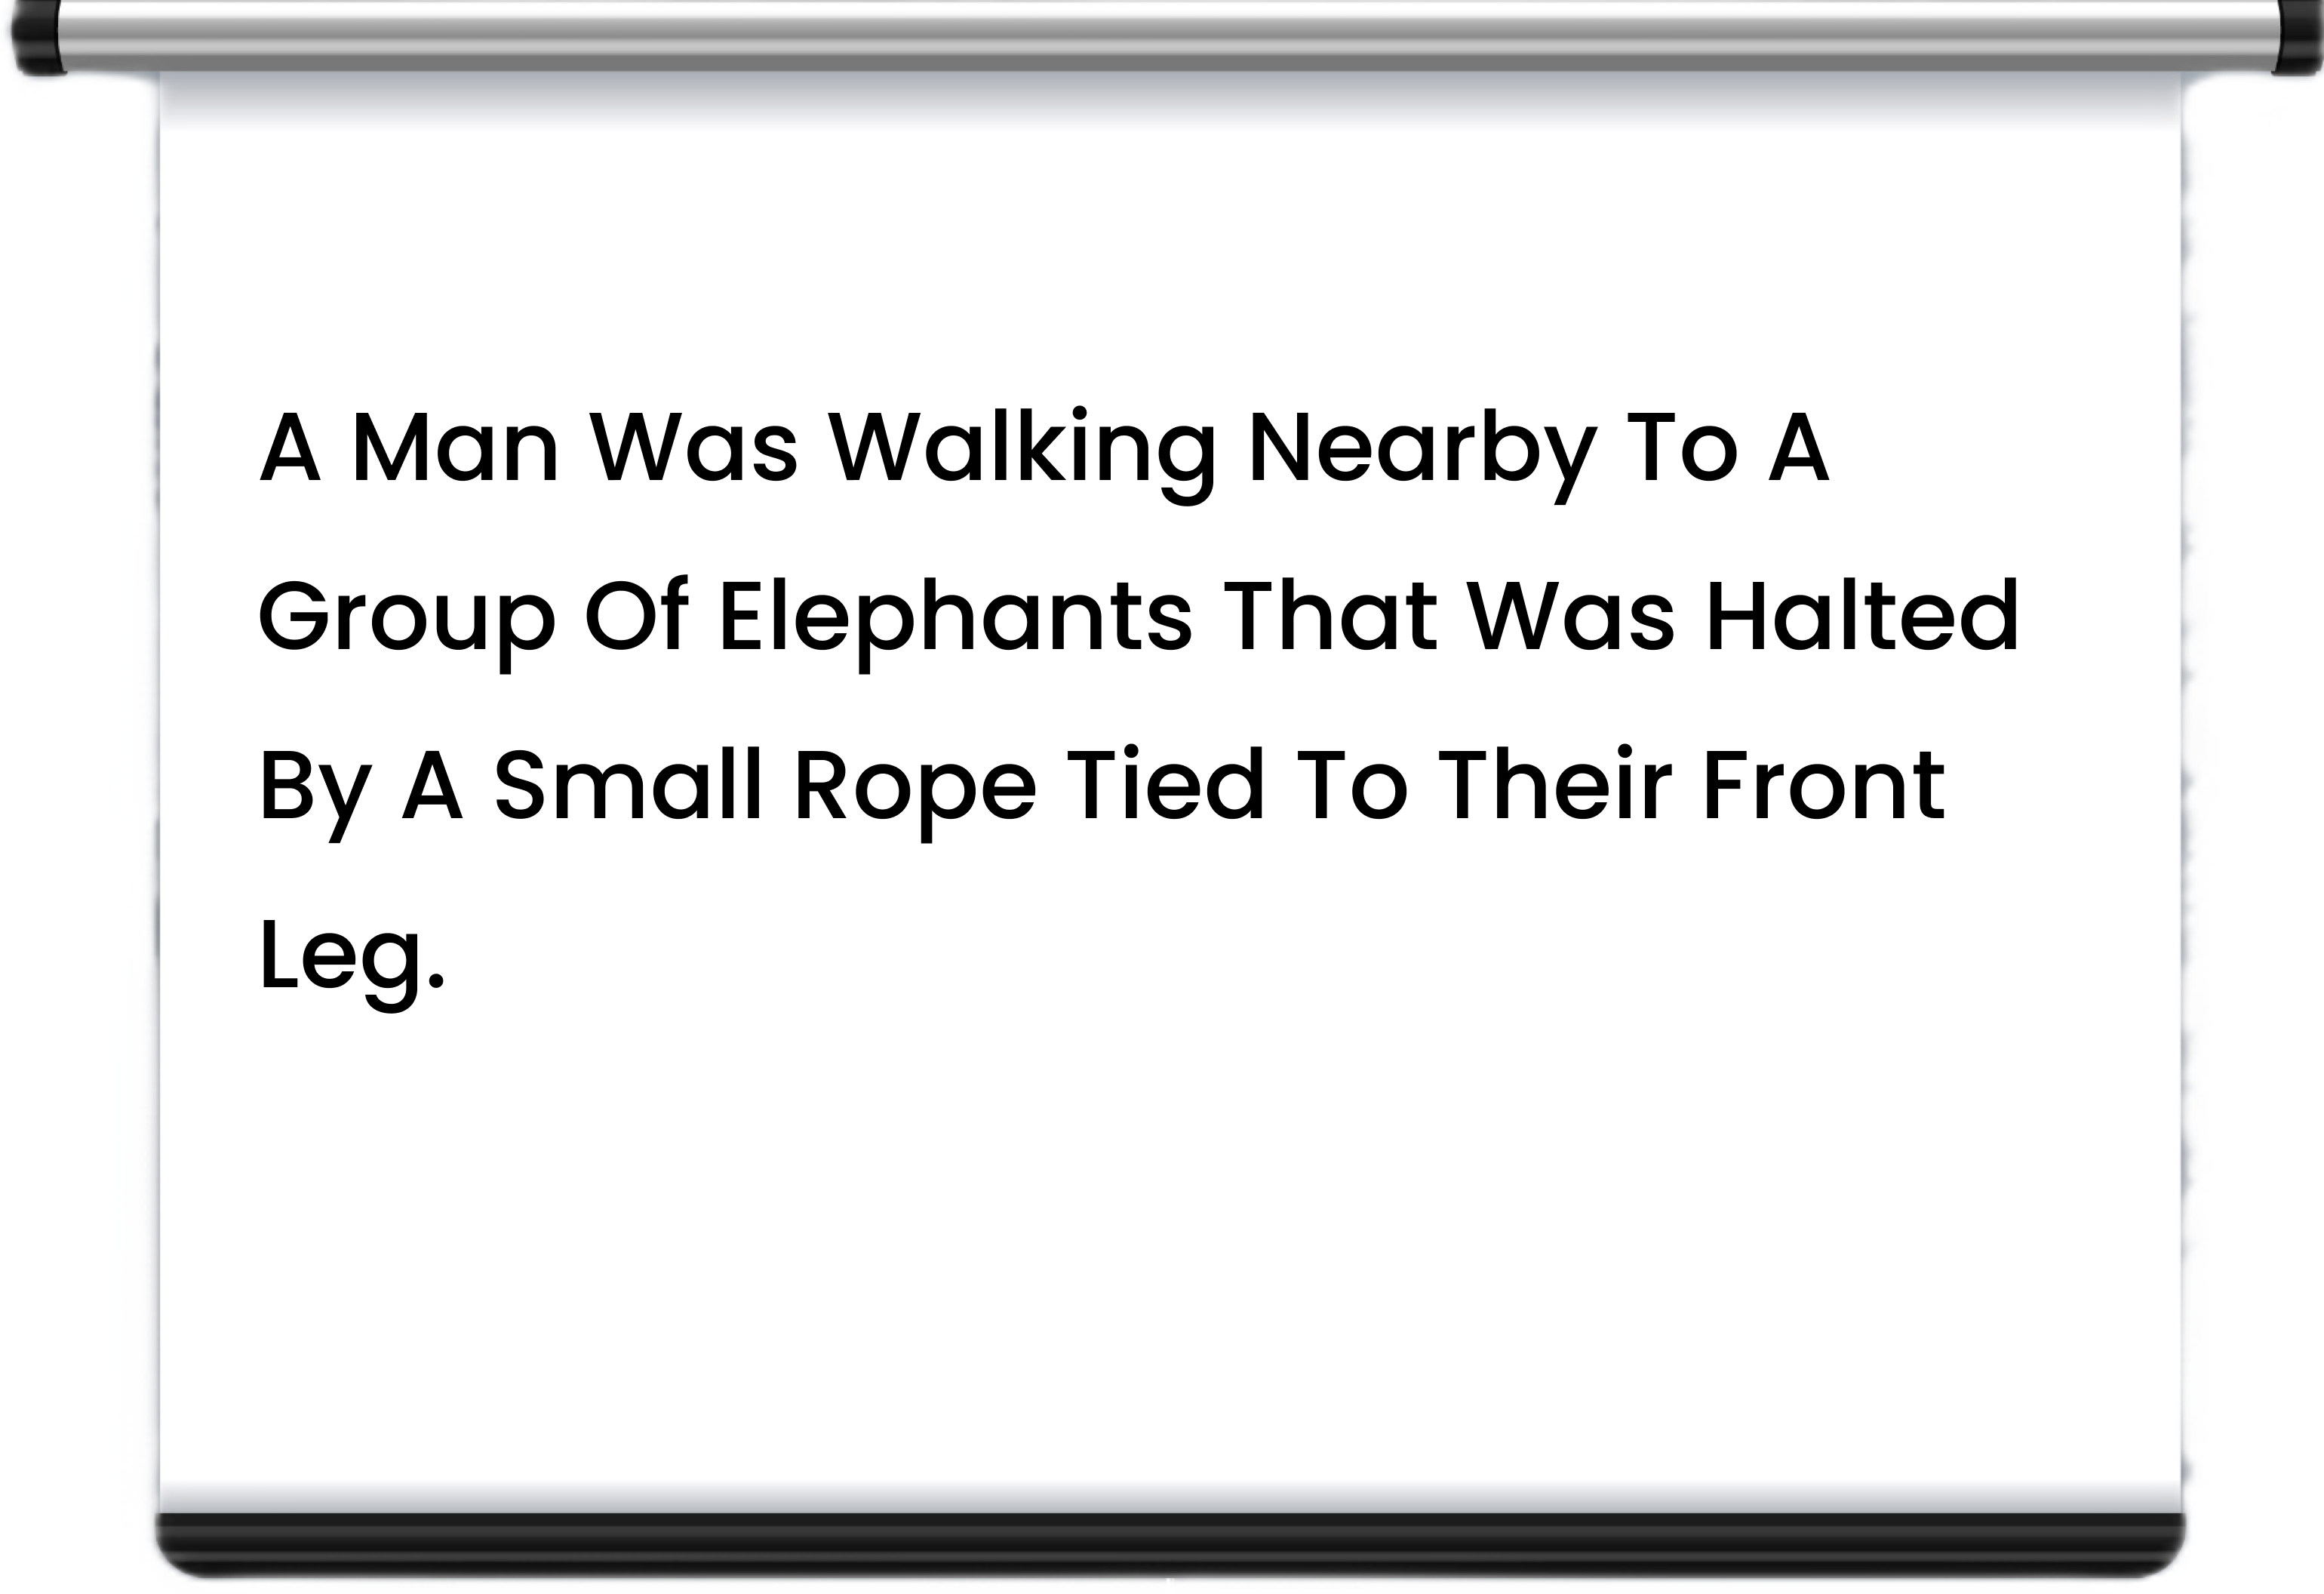 A Man Was Walking Nearby To A
Group Of Elephants That Was Halted
By A Small Rope Tied To Their Front
Leg.